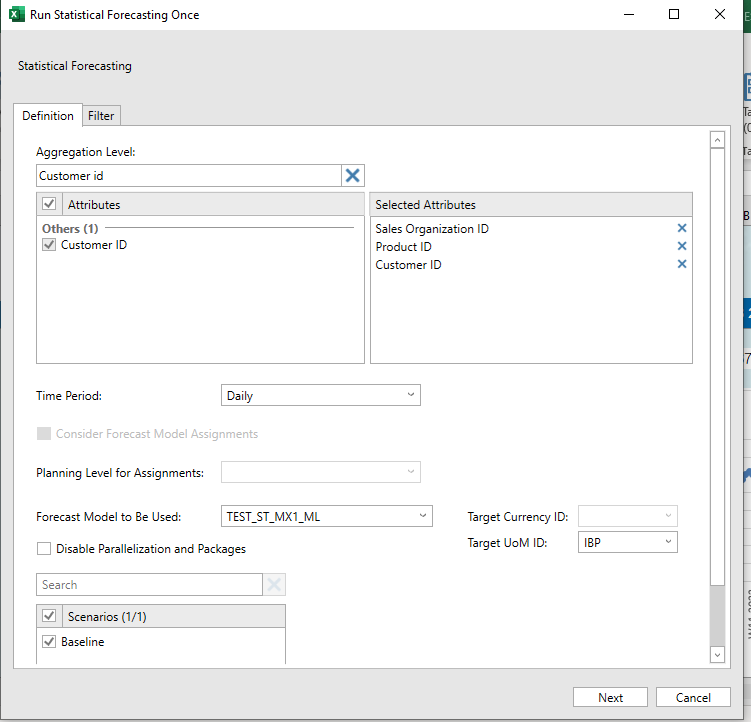 Run Statistical Forecasting Once
Statistical Forecasting
Definition
Filter
Aggregation Level:
Customer id
Attributes
Selected Attributes
Others (1)
Customer ID
Sales Organization ID
Product ID
Customer ID
Time Period:
Daily
Consider Forecast Model Assignments
Planning Level for Assignments:
Forecast Model to Be Used:
TEST_ST_MX1_ML
Target Currency ID:
Disable Parallelization and Packages
Target UoM ID:
IBP
Search
Scenarios (1/1)
Baseline
Next
Cancel